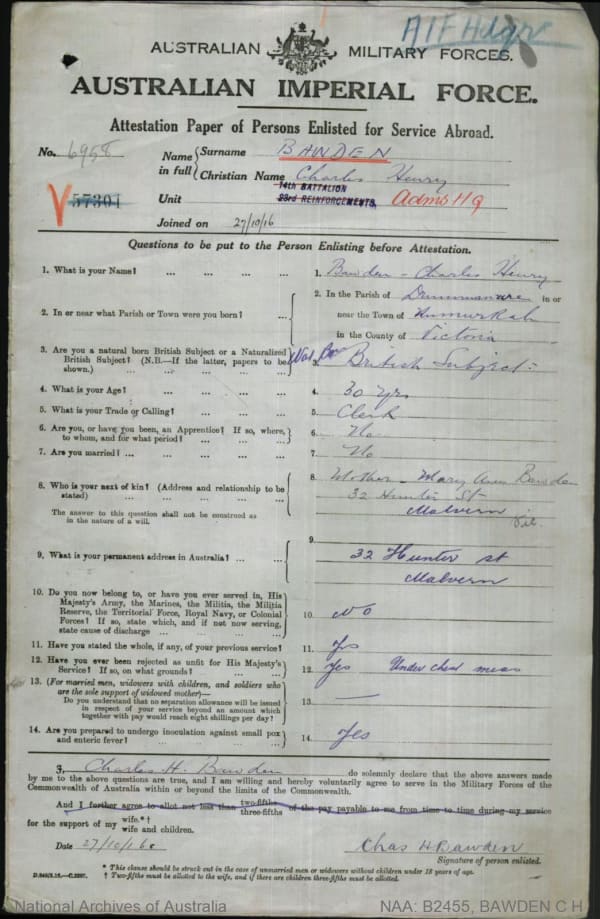 AIF Hdqrs
AUSTRALIAN MILITARY FORCES.
AUSTRALIAN IMPERIAL FORCE.
Attestation Paper of Persons Enlisted for Service Abroad.
No. 6958
Name in full { Surname BAWDEN
Christian Name Charles Henry
V 57301
14th BATTALION
Unit 23rd REINFORCEMENTS, Adms Hq
Joined on 27/10/16
Questions to be put to the Person Enlisting before Attestation.
1. What is your Name? ... ... ... ... 1. Bawden - Charles Henry
2. In or near what Parish or Town were you born? ... 2. In the Parish of in or
near the Town of Numurkah
in the County of Victoria
3. Are you a natural born British Subject or a Naturalized British Subject? (N.B.—If the latter, papers to be shown.) ... ... ... ... Nat. Bor 3. British Subject:
4. What is your Age? ... ... ... ... 4. 30 yrs
5. What is your Trade or Calling? ... ... ... 5. Clerk
6. Are you, or have you been, an Apprentice? If so, where, to whom, and for what period? ... ... ... 6. No
7. Are you married? ... ... ... ... 7. No
8. Who is your next of kin? (Address and relationship to be stated) ... ... ... ... 8. Mother - Mary Ann Bawden
32 Hunter St
Malvern Vic
The answer to this question shall not be construed as in the nature of a will.
9. What is your permanent address in Australia? ... ... 9. 32 Hunter st
Malvern
10. Do you now belong to, or have you ever served in, His Majesty's Army, the Marines, the Militia, the Militia Reserve, the Territorial Force, Royal Navy, or Colonial Forces? If so, state which, and if not now serving, state cause of discharge ... ... ... 10. No
11. Have you stated the whole, if any, of your previous service? 11. Yes
12. Have you ever been rejected as unfit for His Majesty's Service? If so, on what grounds? ... ... 12. Yes Under chest meas
13. (For married men, widowers with children, and soldiers who are the sole support of widowed mother)—
Do you understand that no separation allowance will be issued in respect of your service beyond an amount which together with pay would reach eight shillings per day? 13. —
14. Are you prepared to undergo inoculation against small pox and enteric fever? ... ... ... ... 14. Yes
I, Charles H. Bawden do solemnly declare that the above answers made
by me to the above questions are true, and I am willing and hereby voluntarily agree to serve in the Military Forces of the
Commonwealth of Australia within or beyond the limits of the Commonwealth.
And I further agree to allot not less than two-fifths three-fifths of the pay payable to me from time to time during my service
for the support of my wife.*† wife and children.
Date 27/10/16
Chas H Bawden
Signature of person enlisted.
* This clause should be struck out in the case of unmarried men or widowers without children under 18 years of age.
† Two-fifths must be allotted to the wife, and if there are children three-fifths must be allotted.
National Archives of Australia NAA: B2455, BAWDEN C H